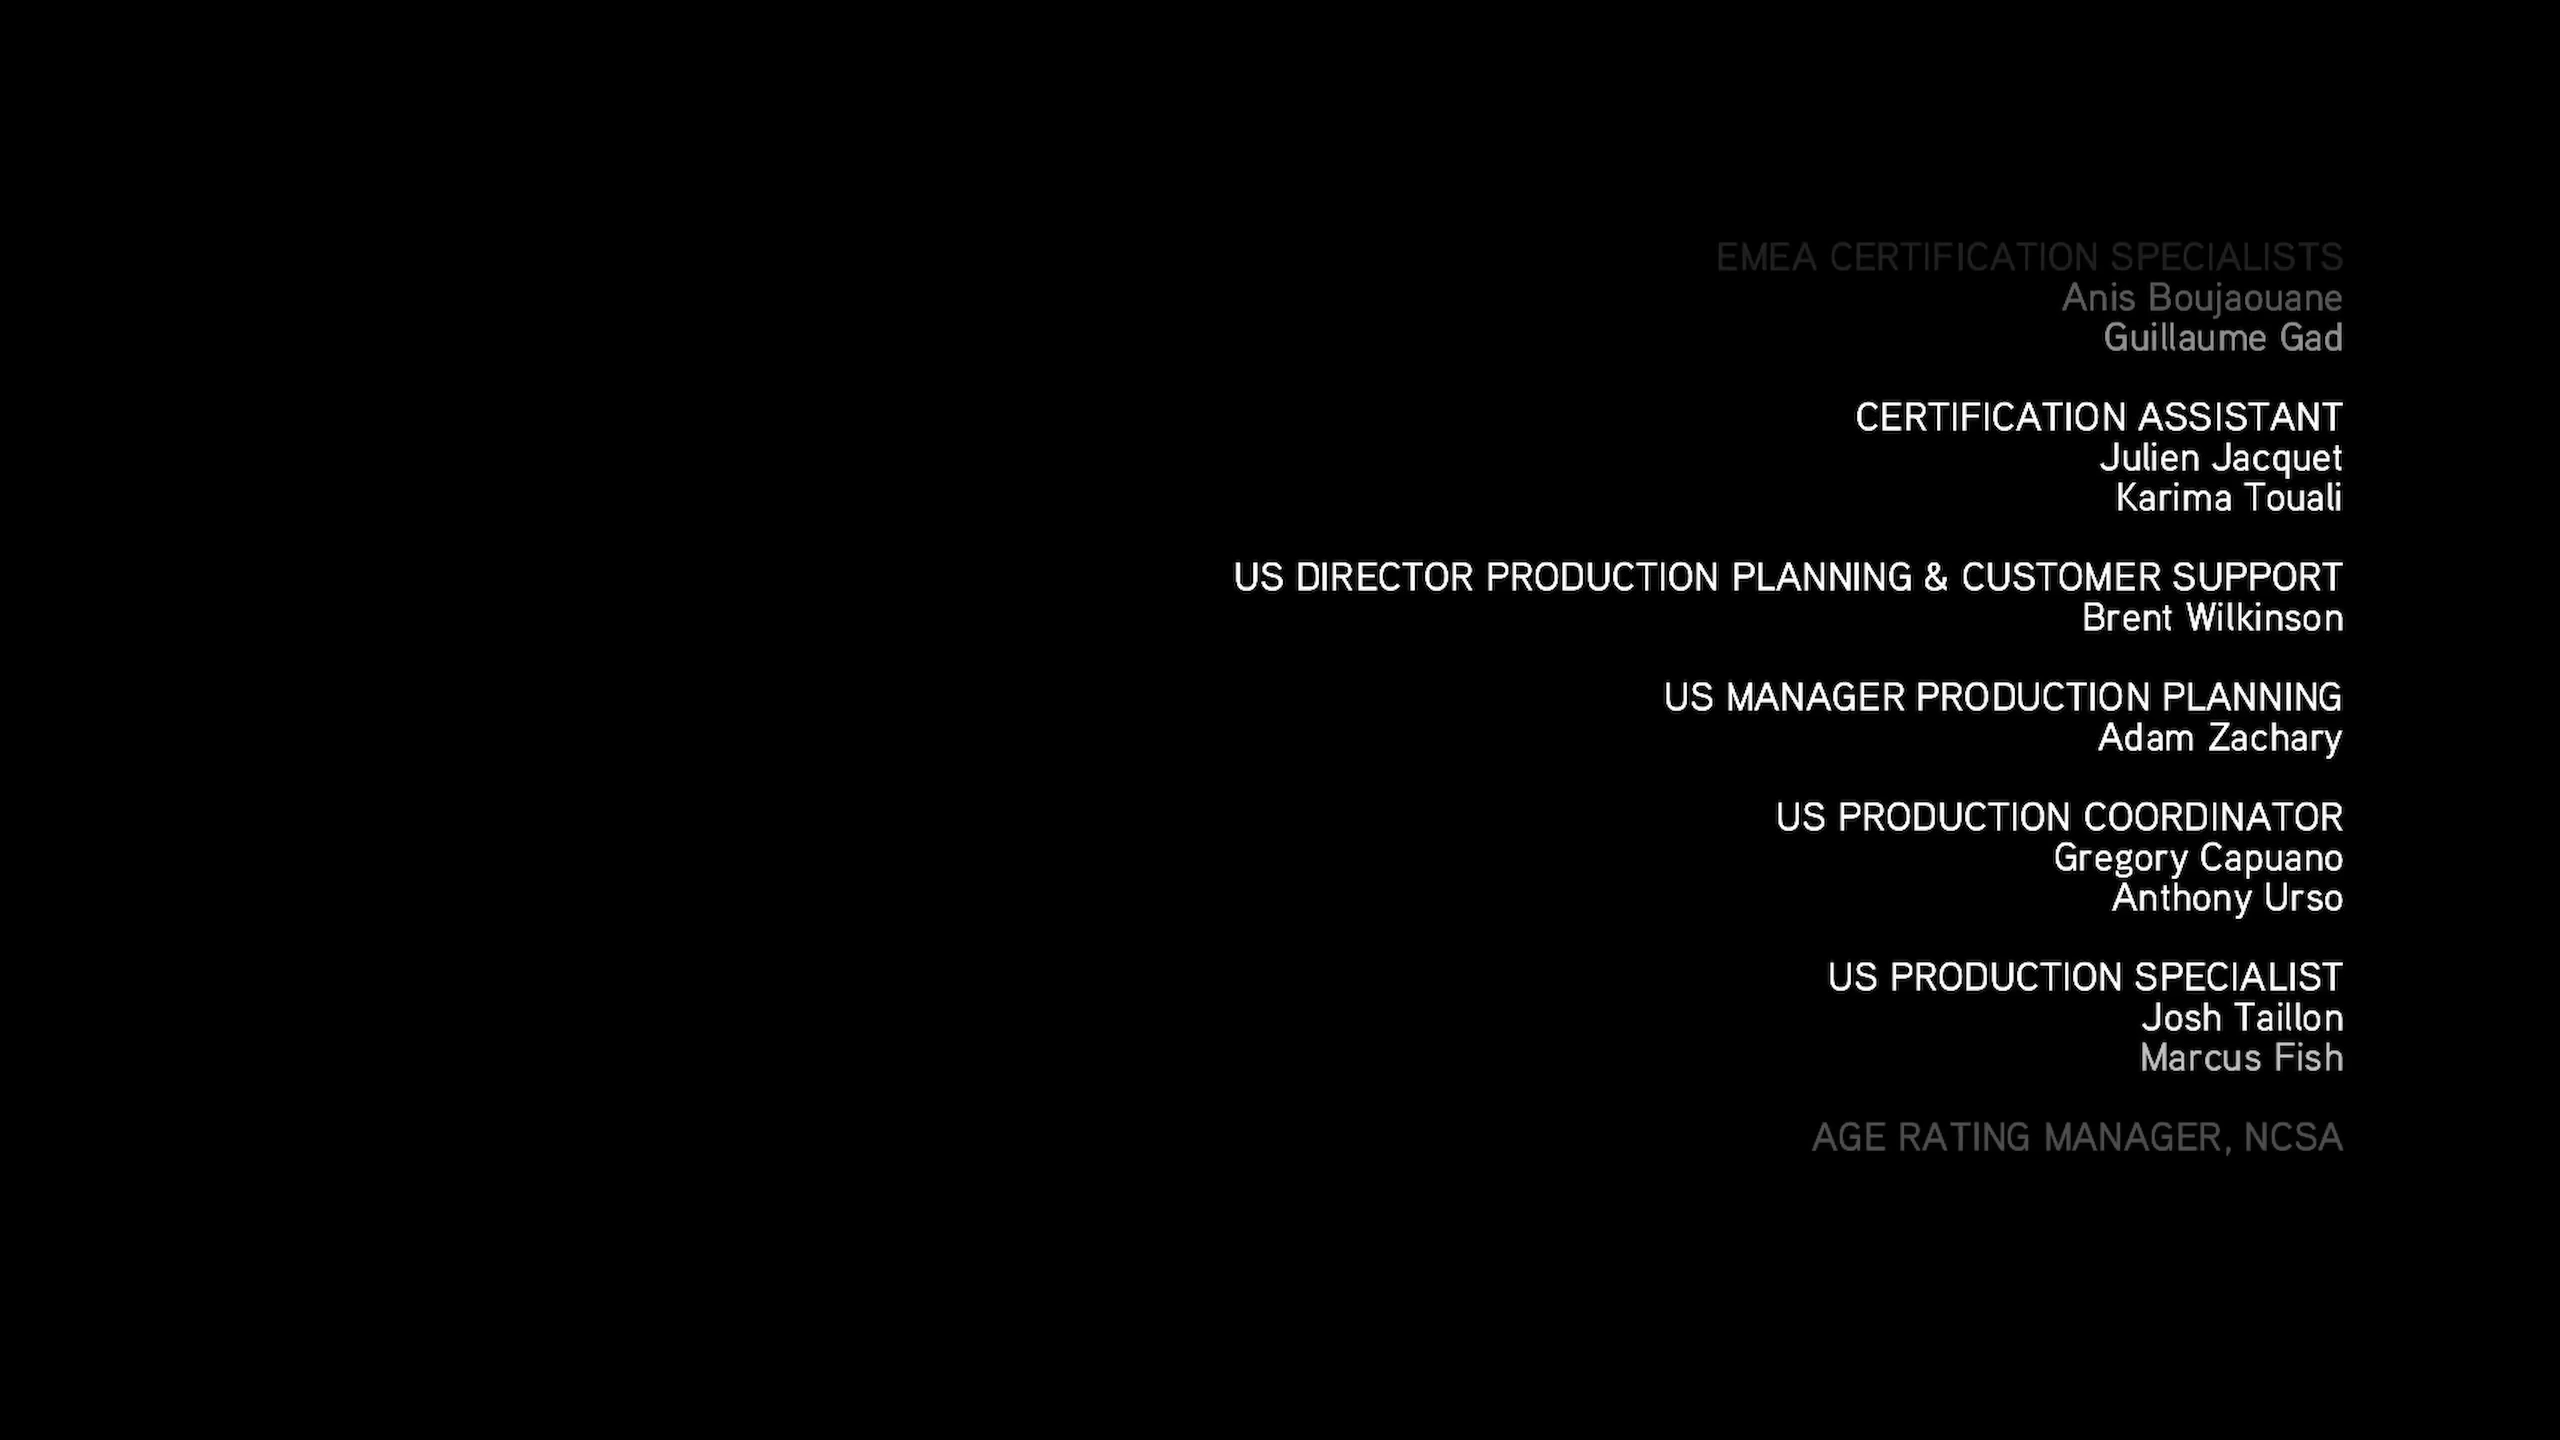 EMEA CERTIFICATION SPECIALISTS
Anis Boujaouane
Guillaume Gad
CERTIFICATION ASSISTANT
Julien Jacquet
Karima Touali
US DIRECTOR PRODUCTION PLANNING & CUSTOMER SUPPORT
Brent Wilkinson
US MANAGER PRODUCTION PLANNING
Adam Zachary
US PRODUCTION COORDINATOR
Gregory Capuano
Anthony Urso
US PRODUCTION SPECIALIST
Josh Taillon
Marcus Fish
AGE RATING MANAGER, NCSA